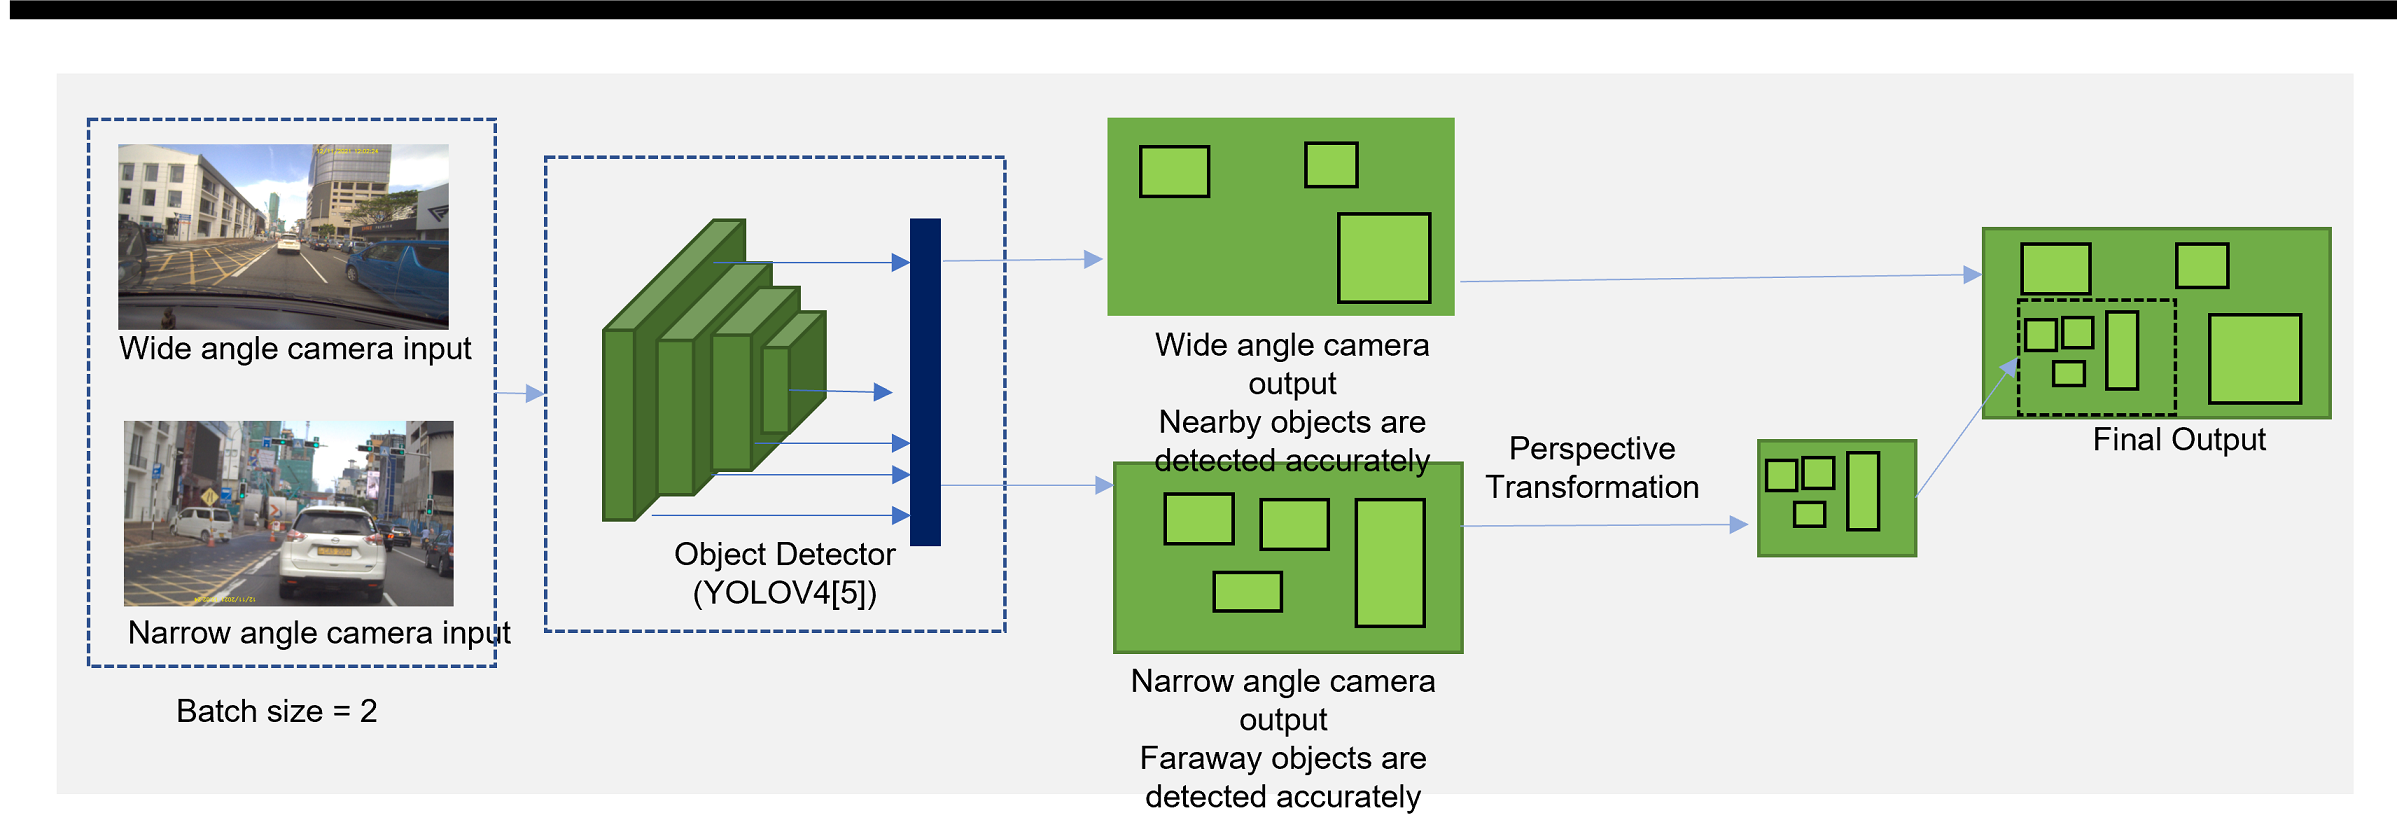 Wide angle camera input
Narrow angle camera input
Batch size = 2
Object Detector
(YOLOV4[5])
Wide angle camera
output
Nearby objects are
detected accurately
Narrow angle camera
output
Faraway objects are
detected accurately
Perspective
Transformation
Final Output